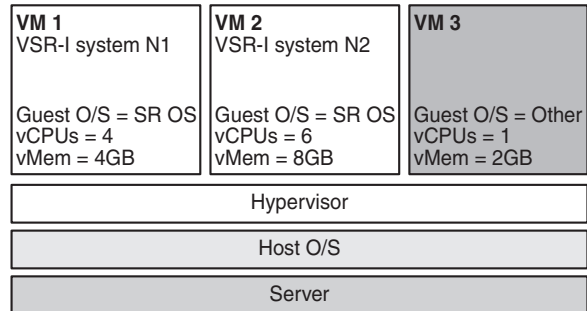 VM 1
VSR-I system N1
Guest O/S = SR OS
vCPUs = 4
vMem = 4GB
VM 2
VSR-I system N2
Guest O/S = SR OS
vCPUs = 6
vMem = 8GB
VM 3
Guest O/S = Other
vCPUs = 1
vMem = 2GB
Hypervisor
Host O/S
Server